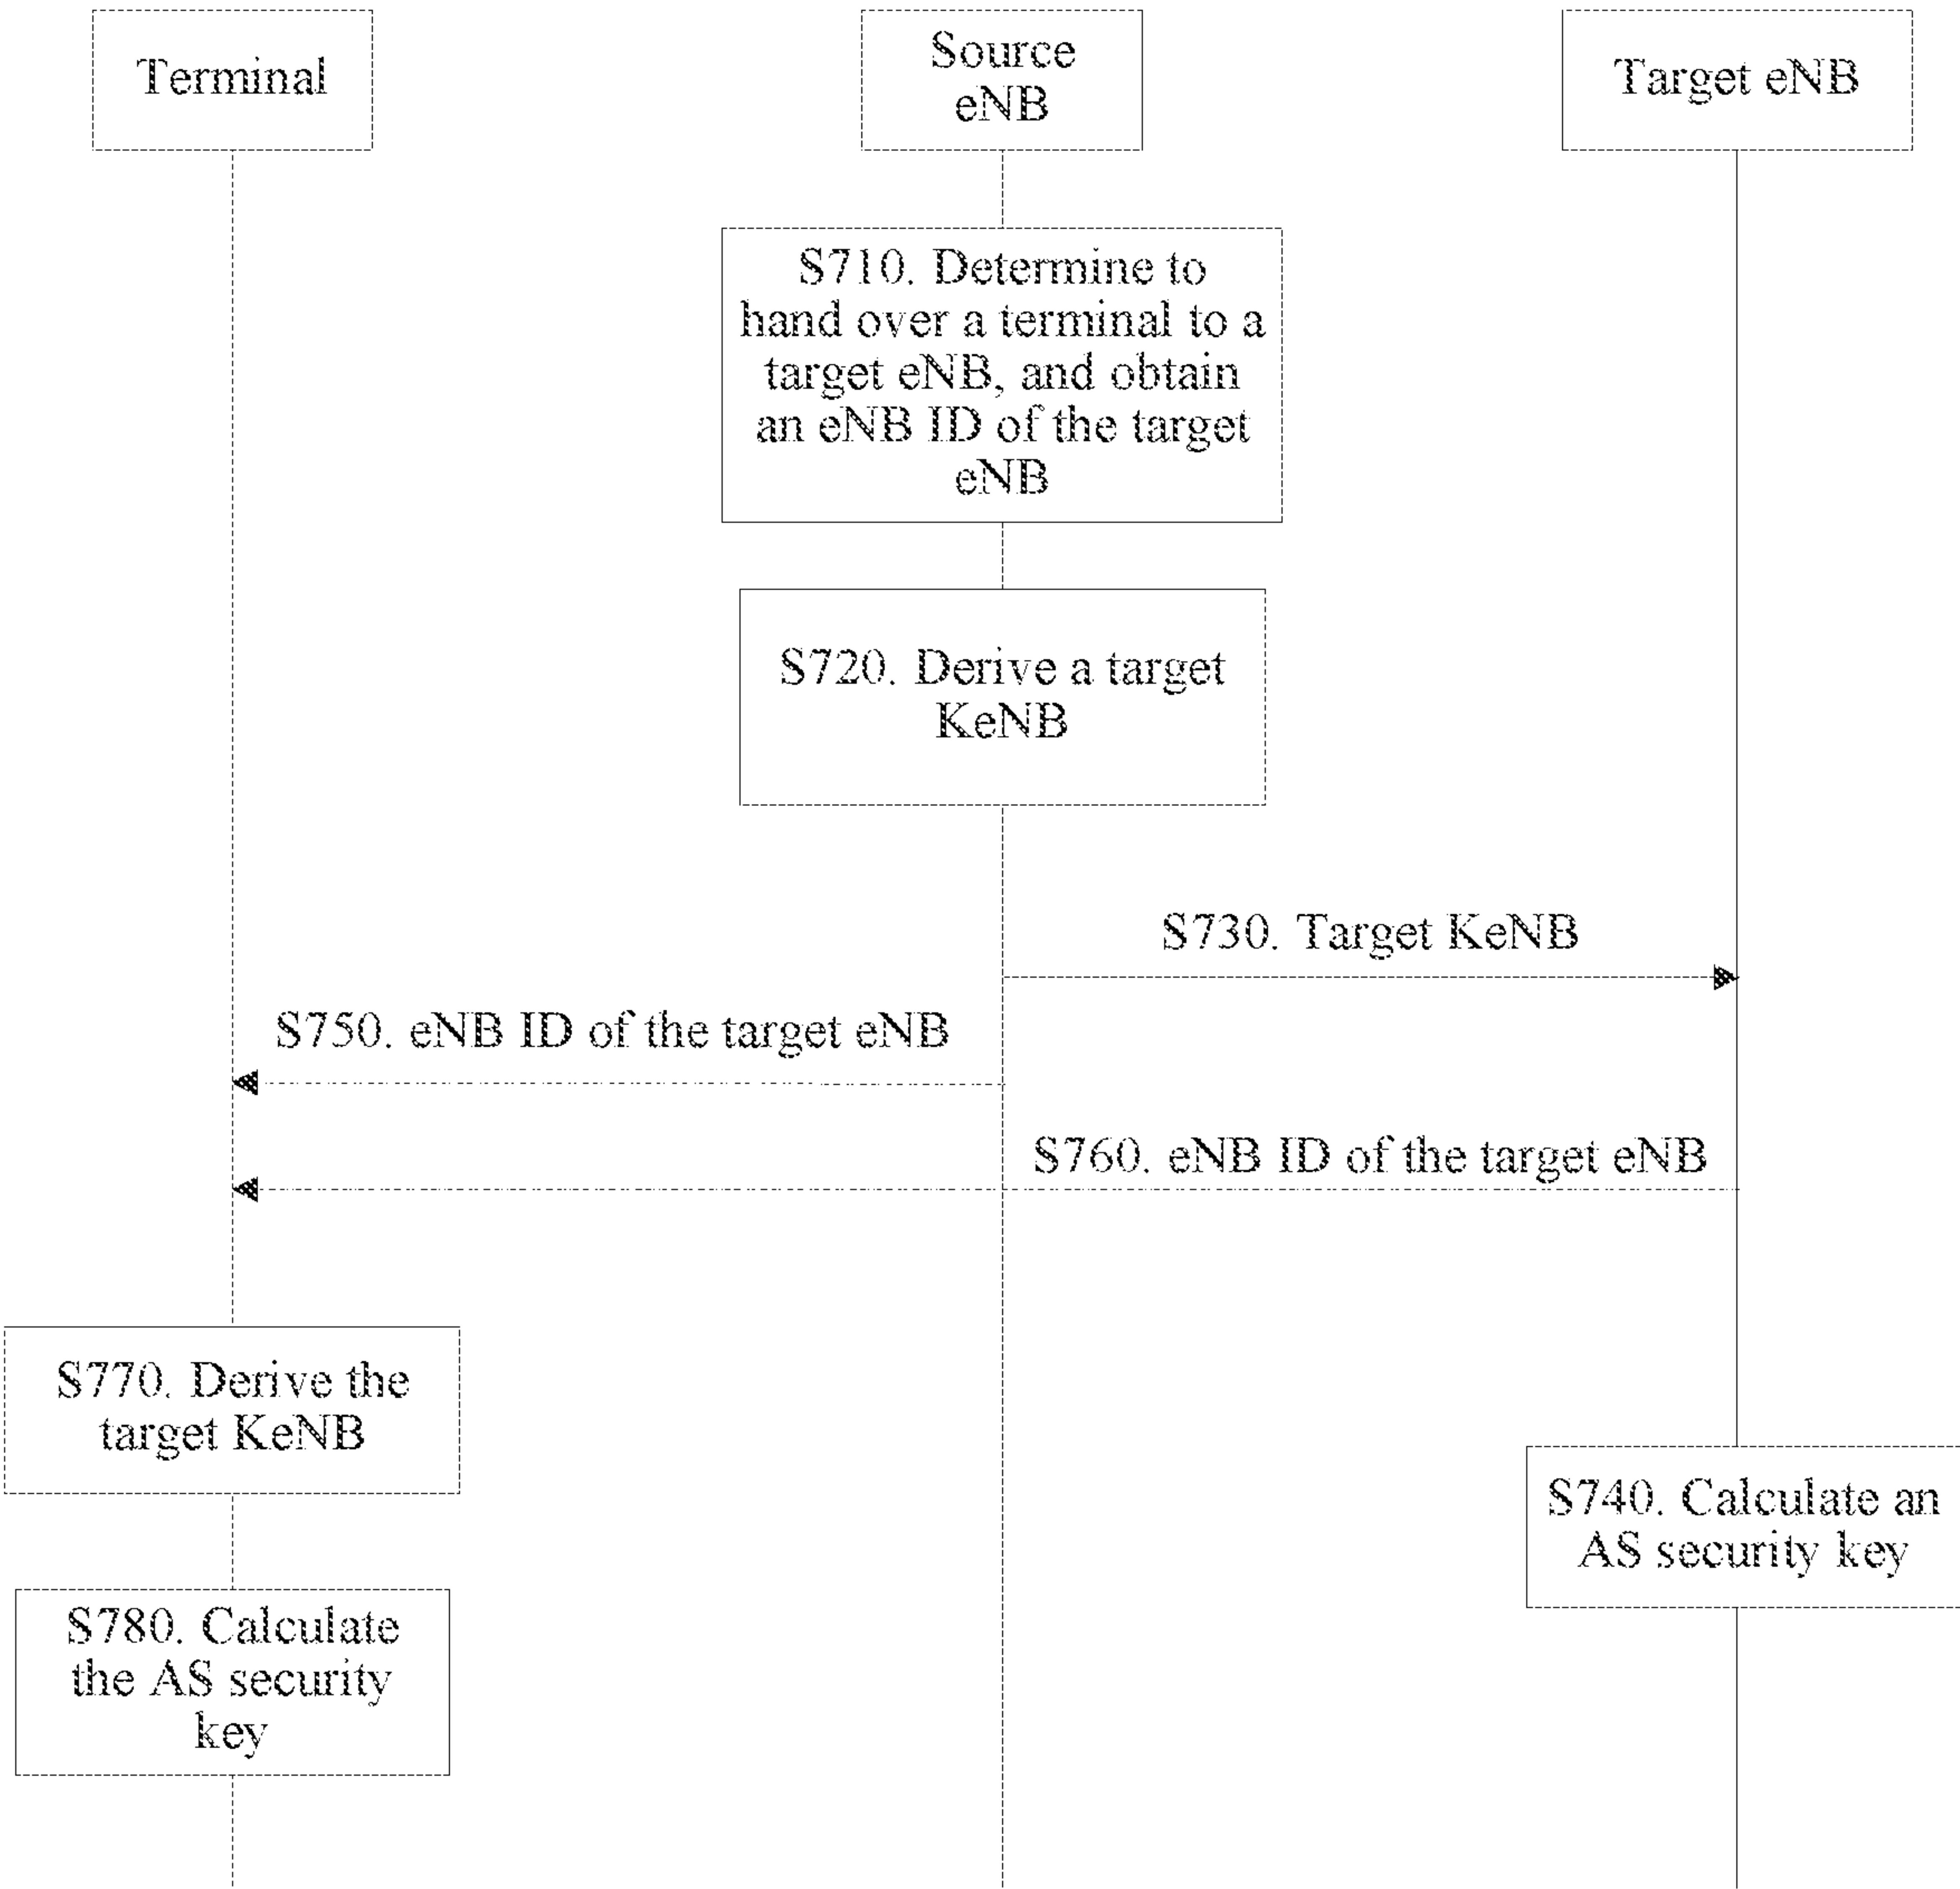 Terminal
Source
eNB
Target eNB
S710. Determine to
hand over a terminal to a
target eNB, and obtain
an eNB ID of the target
eNB
S720. Derive a target
KeNB
S730. Target KeNB
S750. eNB ID of the target eNB
S760. eNB ID of the target eNB
S770. Derive the
target KeNB
S740. Calculate an
AS security key
S780. Calculate
the AS security
key